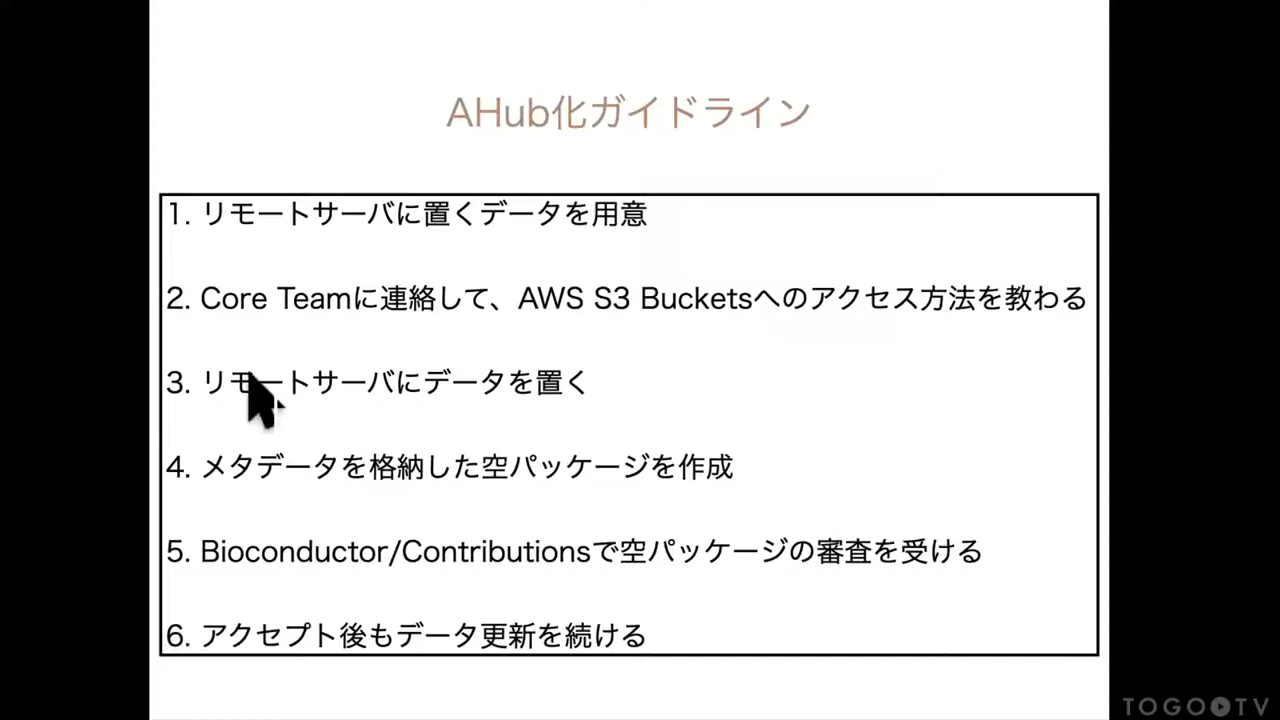 AHub化ガイドライン
1. リモートサーバに置くデータを用意
2. Core Teamに連絡して、AWS S3 Bucketsへのアクセス方法を教わる
3. リモートサーバにデータを置く
4. メタデータを格納した空パッケージを作成
5. Bioconductor/Contributionsで空パッケージの審査を受ける
6. アクセプト後もデータ更新を続ける
TOGOTV